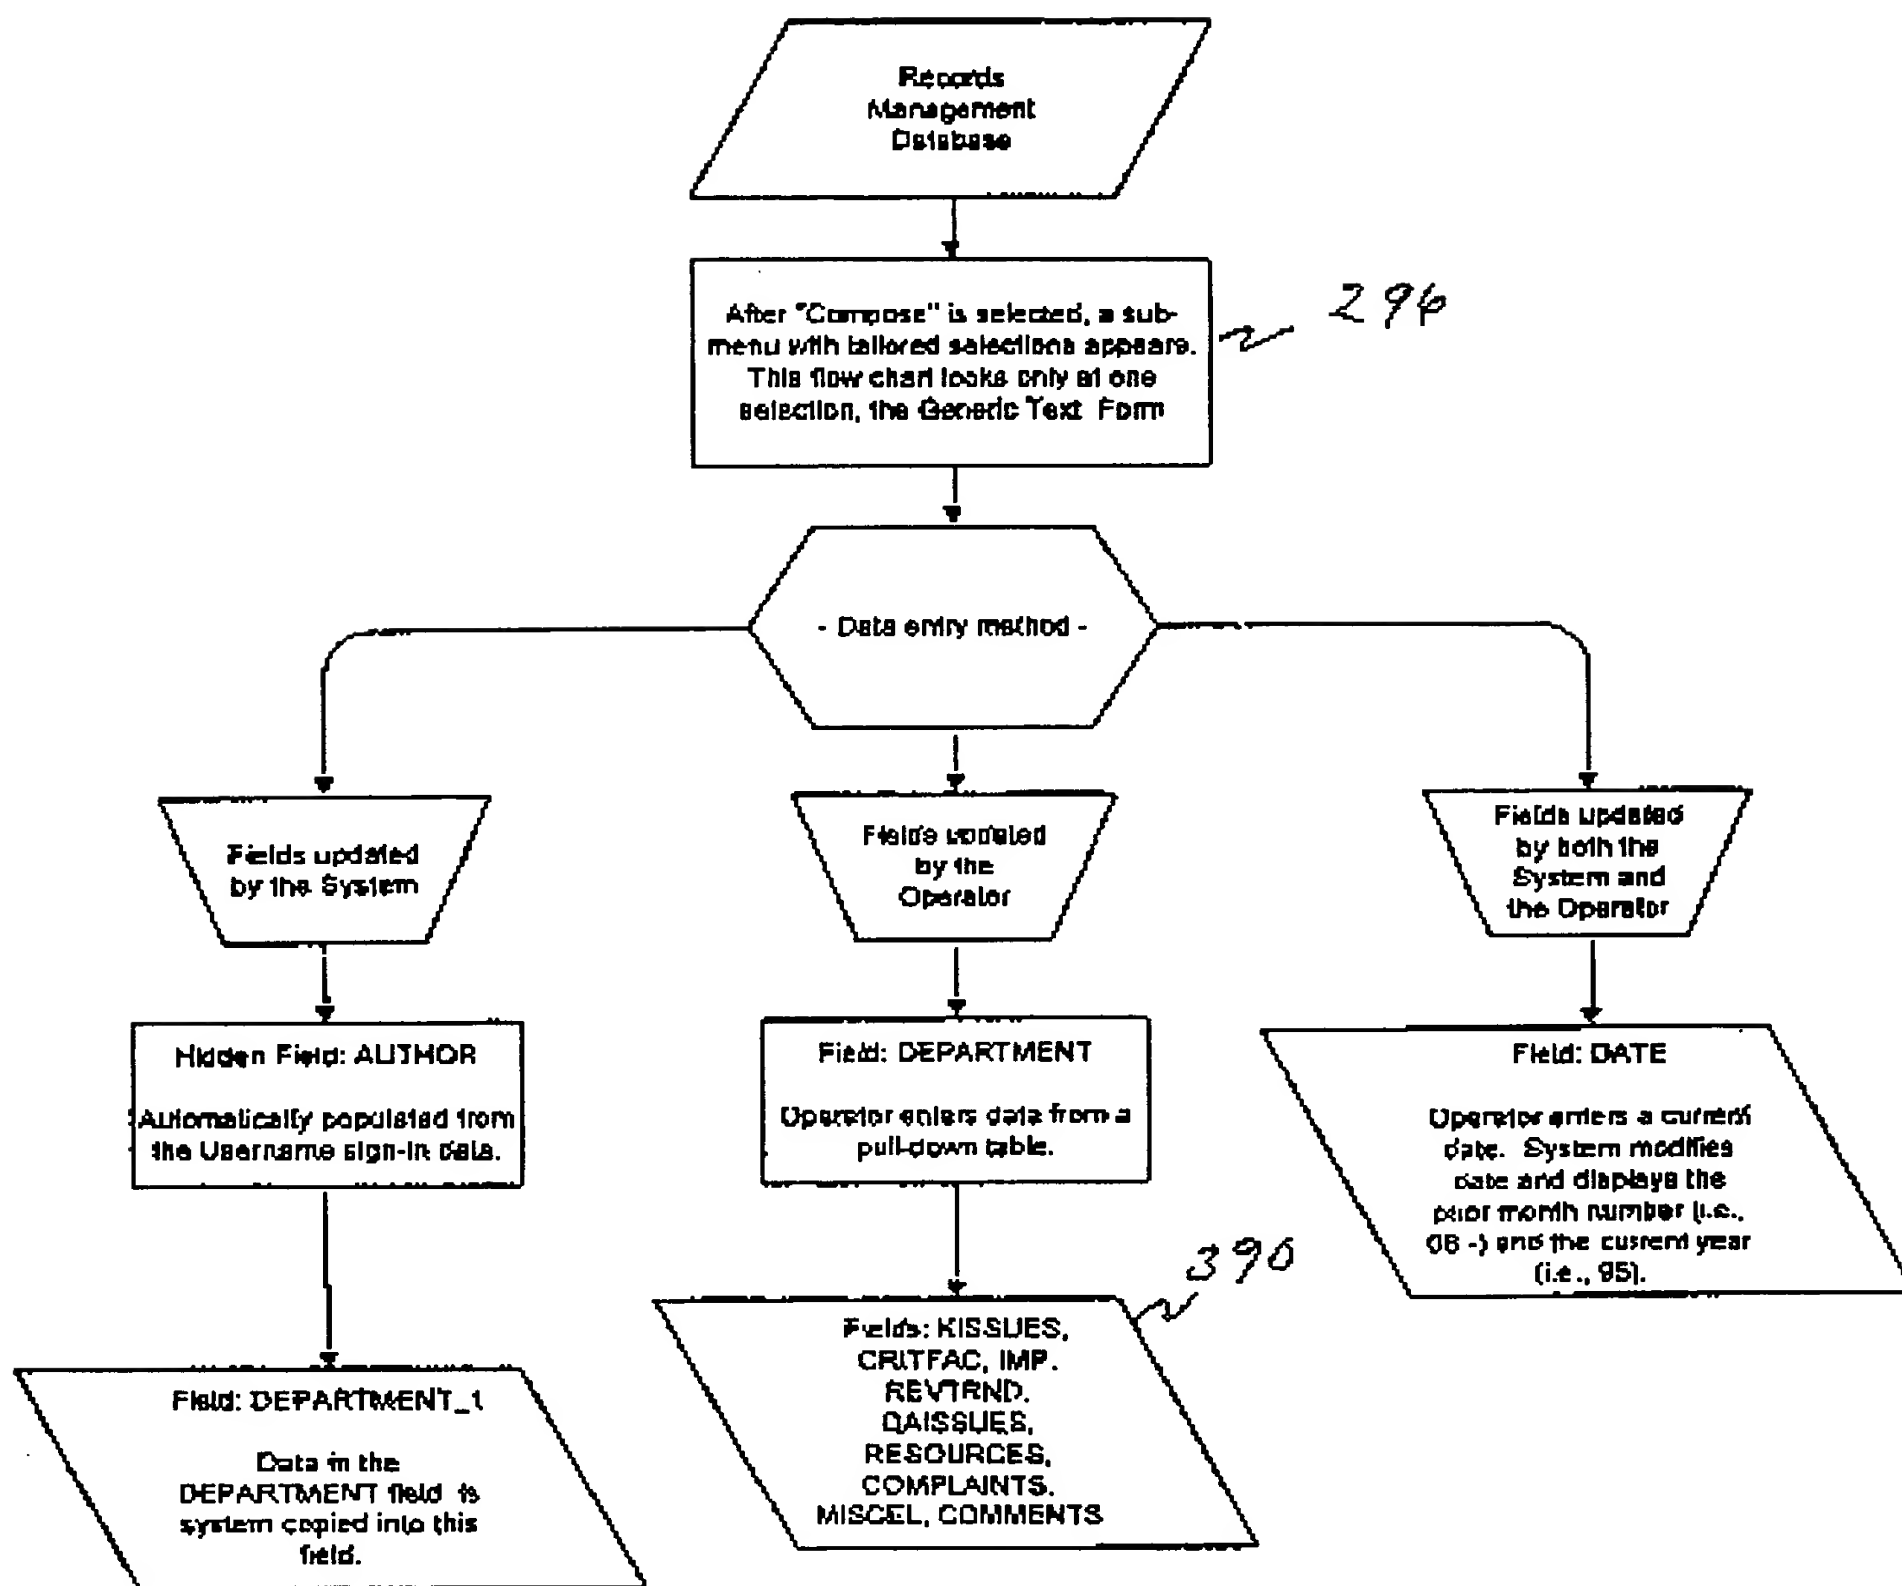 Records
Management
Database
After "Compose" is selected, a sub-
menu with tailored selections appears.
This flow chart looks only at one
selection, the Generic Text Form
296
- Data entry method -
Fields updated
by the System
Fields updated
by the
Operator
Fields updated
by both the
System and
the Operator
Hidden Field: AUTHOR
Automatically populated from
the Username sign-in data.
Field: DEPARTMENT
Operator enters data from a
pull-down table.
Field: DATE
Operator enters a current
date. System modifies
date and displays the
prior month number (i.e.,
08 -) and the current year
(i.e., 95).
390
Field: DEPARTMENT_1
Data in the
DEPARTMENT field is
system copied into this
field.
Fields: KISSUES,
CRITFAC, IMP.
REVTRND.
QAISSUES,
RESOURCES,
COMPLAINTS.
MISCEL, COMMENTS